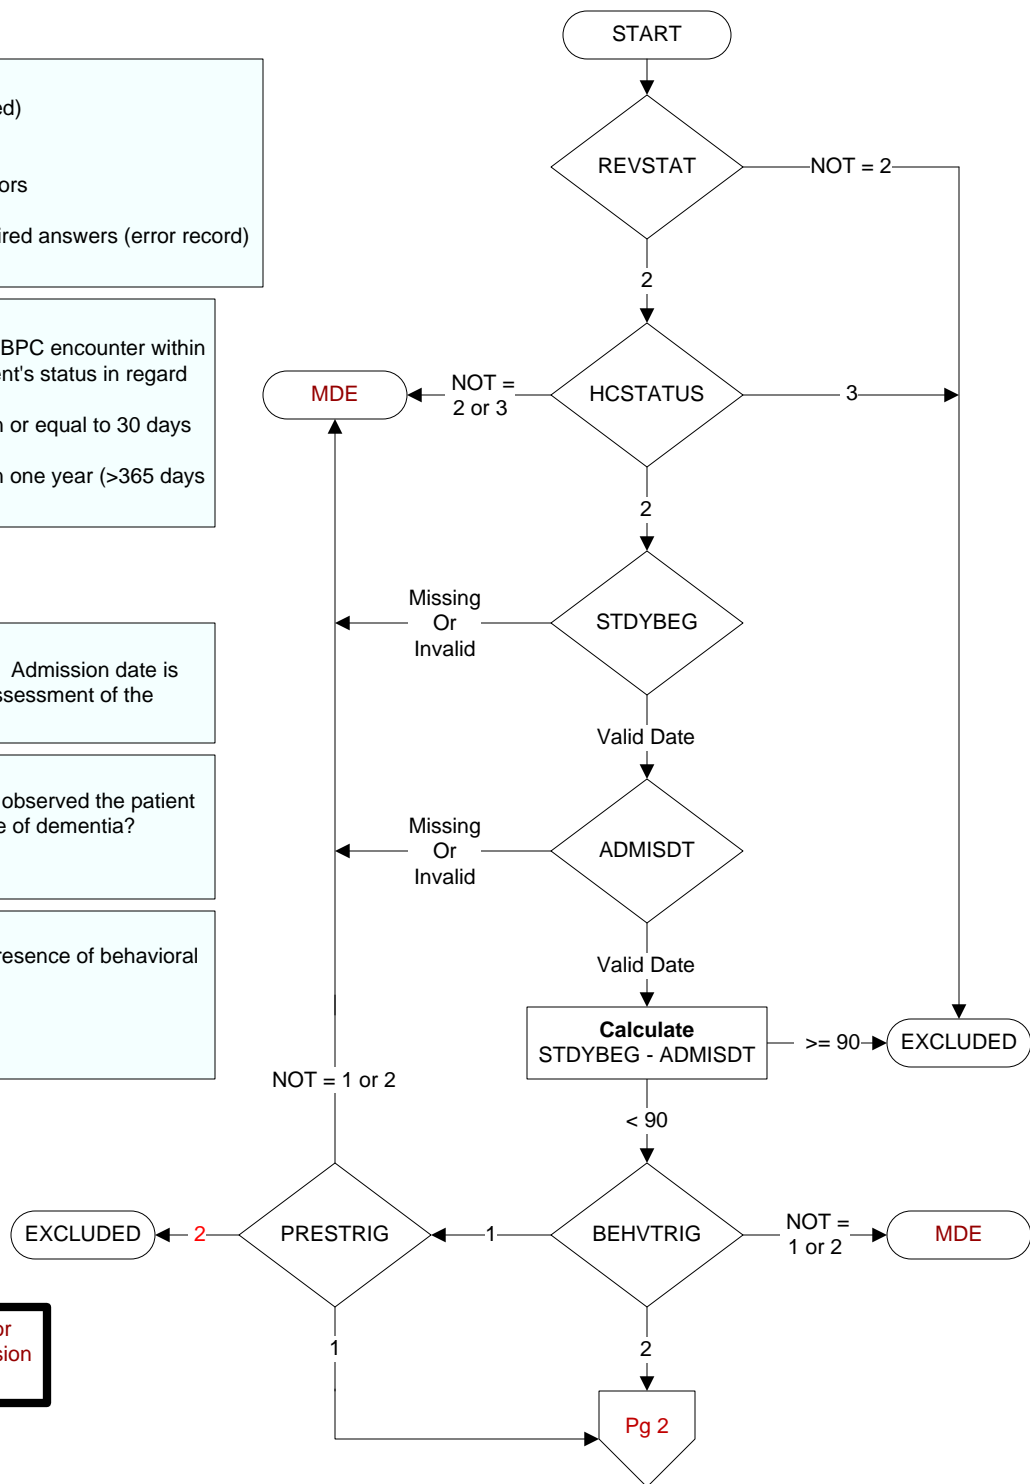 START
ed)
ors
ired answers (error record)
REVSTAT
NOT = 2
2
BPC encounter within
ent's status in regard
n or equal to 30 days
n one year (>365 days
MDE
NOT =
2 or 3
HCSTATUS
3
2
Missing
Or
Invalid
STDYBEG
Admission date is
ssessment of the
Valid Date
observed the patient
e of dementia?
Missing
Or
Invalid
ADMISDT
resence of behavioral
Valid Date
Calculate
STDYBEG - ADMISDT
>= 90
EXCLUDED
NOT = 1 or 2
< 90
EXCLUDED
2
PRESTRIG
1
BEHVTRIG
NOT =
1 or 2
MDE
or
sion
1
2
Pg 2